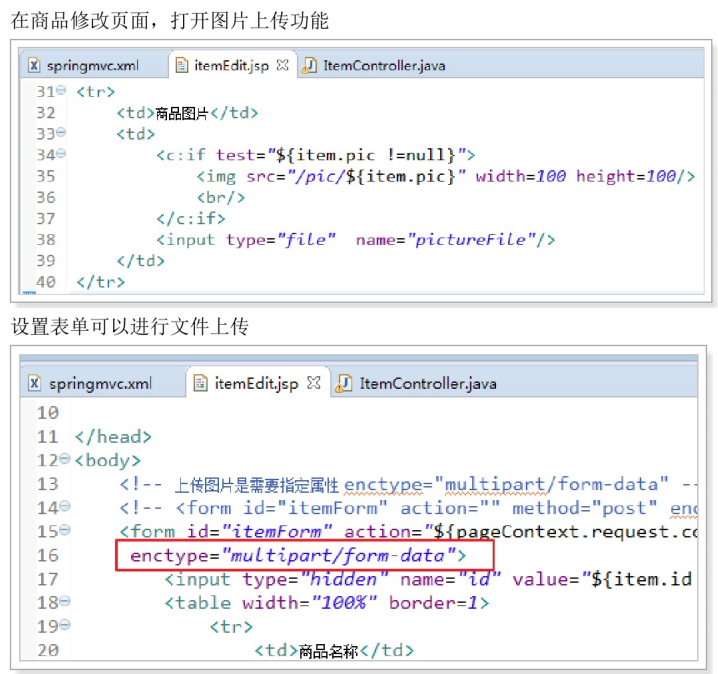 在商品修改页面，打开图片上传功能
springmvc.xml itemEdit.jsp ItemController.java
31 <tr>
32 <td>商品图片</td>
33 <td>
34 <c:if test="${item.pic !=null}">
35 <img src="/pic/${item.pic}" width=100 height=100/>
36 <br/>
37 </c:if>
38 <input type="file"  name="pictureFile"/>
39 </td>
40 </tr>
设置表单可以进行文件上传
springmvc.xml itemEdit.jsp ItemController.java
10
11 </head>
12 <body>
13 <!-- 上传图片是需要指定属性 enctype="multipart/form-data" --
14 <!-- <form id="itemForm" action="" method="post" enc
15 <form id="itemForm" action="${pageContext.request.co
16 enctype="multipart/form-data">
17 <input type="hidden" name="id" value="${item.id
18 <table width="100%" border=1>
19 <tr>
20 <td>商品名称</td>